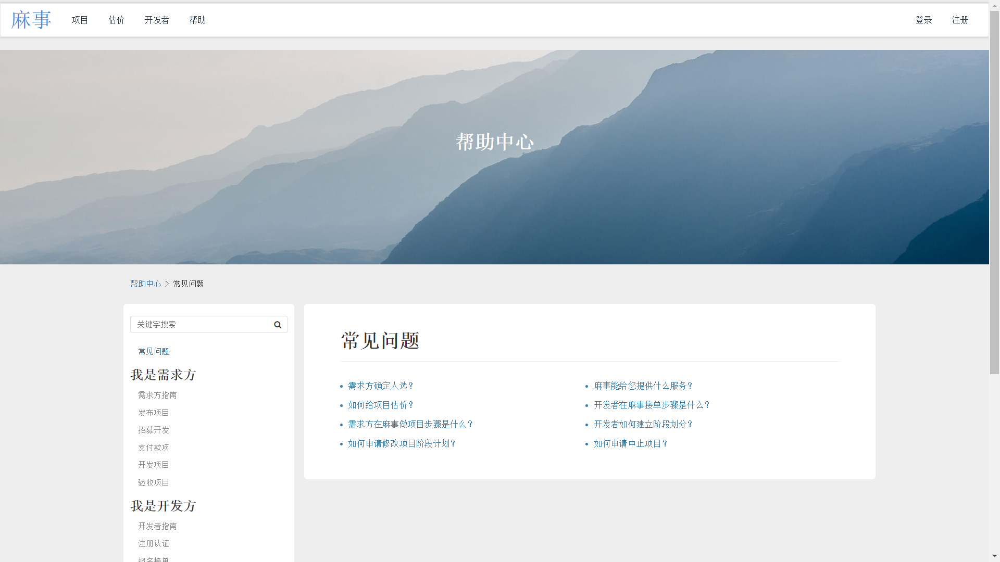 麻事 项目 估价 开发者 帮助 登录 注册
帮助中心
帮助中心 > 常见问题
关键字搜索
常见问题
我是需求方
需求方指南
发布项目
招募开发
支付款项
开发项目
验收项目
我是开发方
开发者指南
注册认证
报名接单
常见问题
需求方确定人选?
如何给项目估价?
需求方在麻事做项目步骤是什么?
如何申请修改项目阶段计划?
麻事能给您提供什么服务?
开发者在麻事接单步骤是什么?
开发者如何建立阶段划分?
如何申请中止项目?